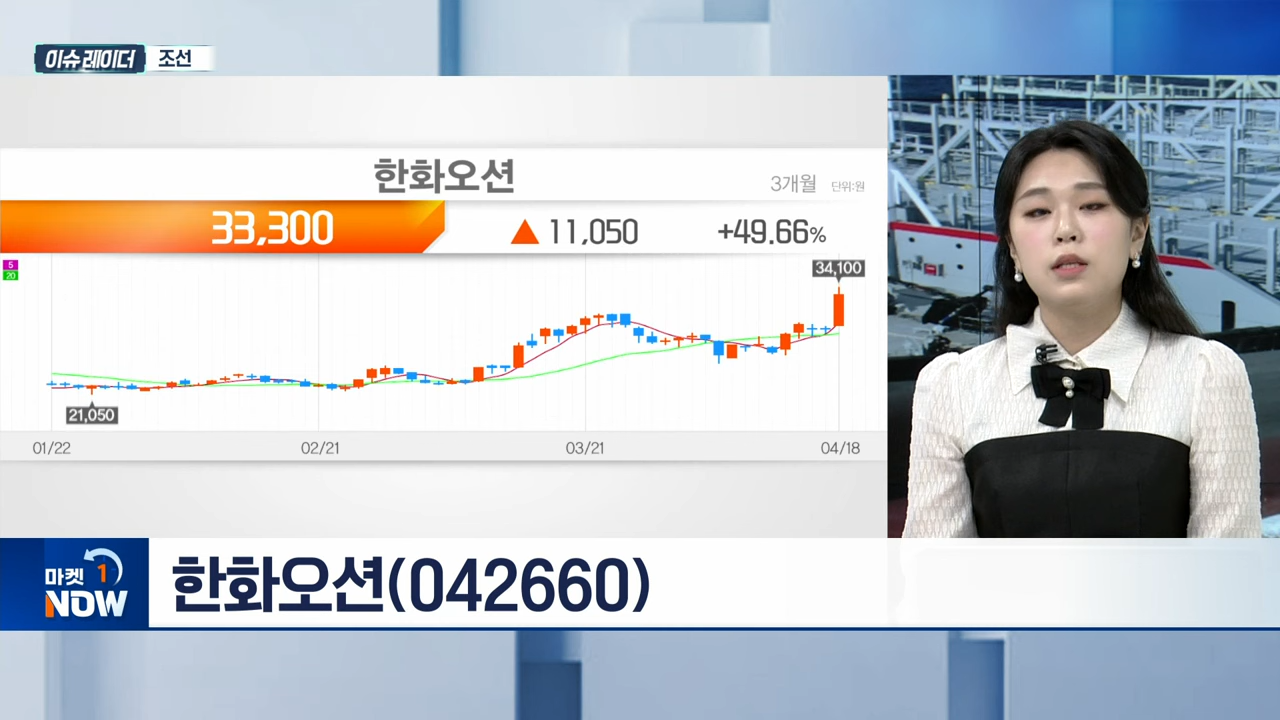 이슈레이더 조선
한화오션
3개월 단위:원
33,300 ▲ 11,050 +49.66%
5
20
34,100
21,050
01/22 02/21 03/21 04/18
마켓 1
NOW
한화오션(042660)